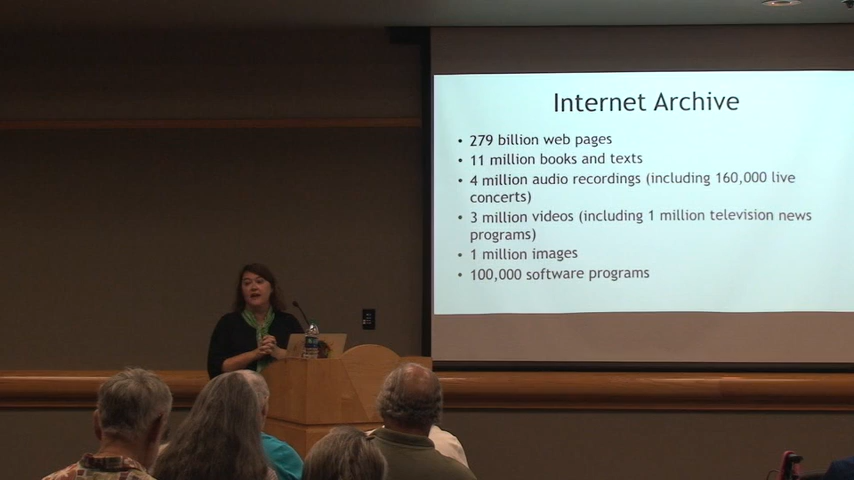 Internet Archive
• 279 billion web pages
• 11 million books and texts
• 4 million audio recordings (including 160,000 live
concerts)
• 3 million videos (including 1 million television news
programs)
• 1 million images
• 100,000 software programs